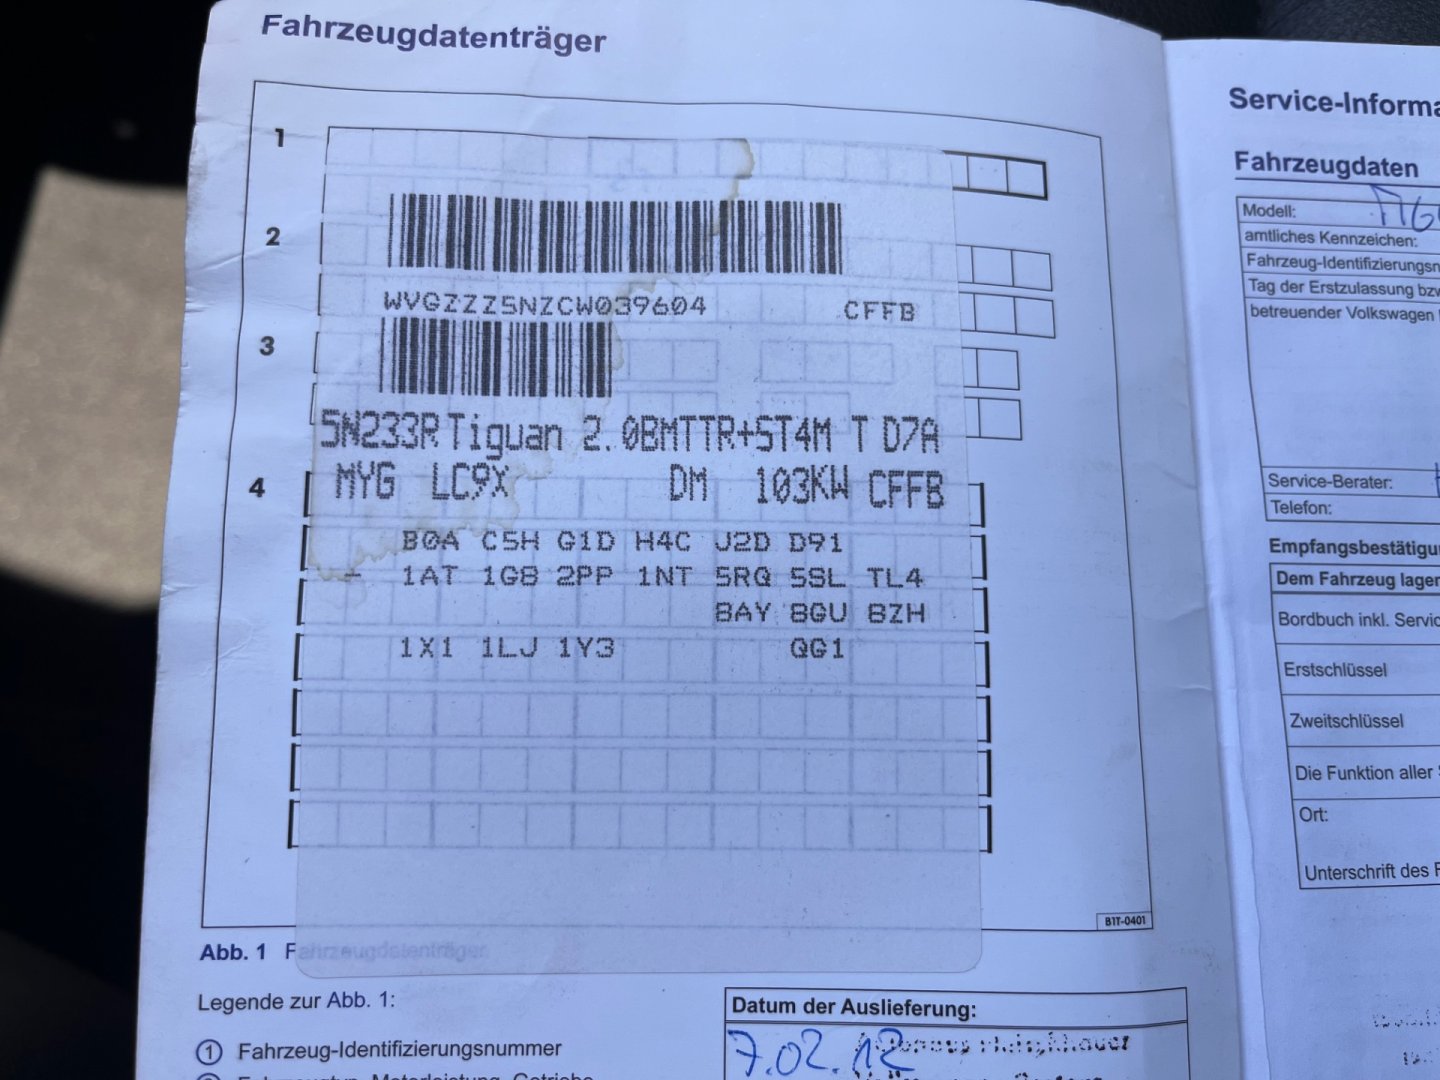 Fahrzeugdatenträger
1
2
WVGZZZ5NZCW039604 CFFB
3
5N233R Tiguan 2.0BMTTR+ST4M T D7A
4 MYG LC9X DM 103KW CFFB
B0A C5H G1D H4C J2D D91
+ 1AT 1G8 2PP 1NT 5RQ 5SL TL4
8AY 8GU 8ZH
1X1 1LJ 1Y3 QG1
B1T-0401
Abb. 1 Fahrzeugdatenträger
Legende zur Abb. 1:
1 Fahrzeug-Identifizierungsnummer
Datum der Auslieferung:
7.02.12
Service-Informa
Fahrzeugdaten
Modell:
amtliches Kennzeichen:
Fahrzeug-Identifizierungsn
Tag der Erstzulassung bzw
betreuender Volkswagen
Service-Berater:
Telefon:
Empfangsbestätigu
Dem Fahrzeug lager
Bordbuch inkl. Servic
Erstschlüssel
Zweitschlüssel
Die Funktion aller
Ort:
Unterschrift des F